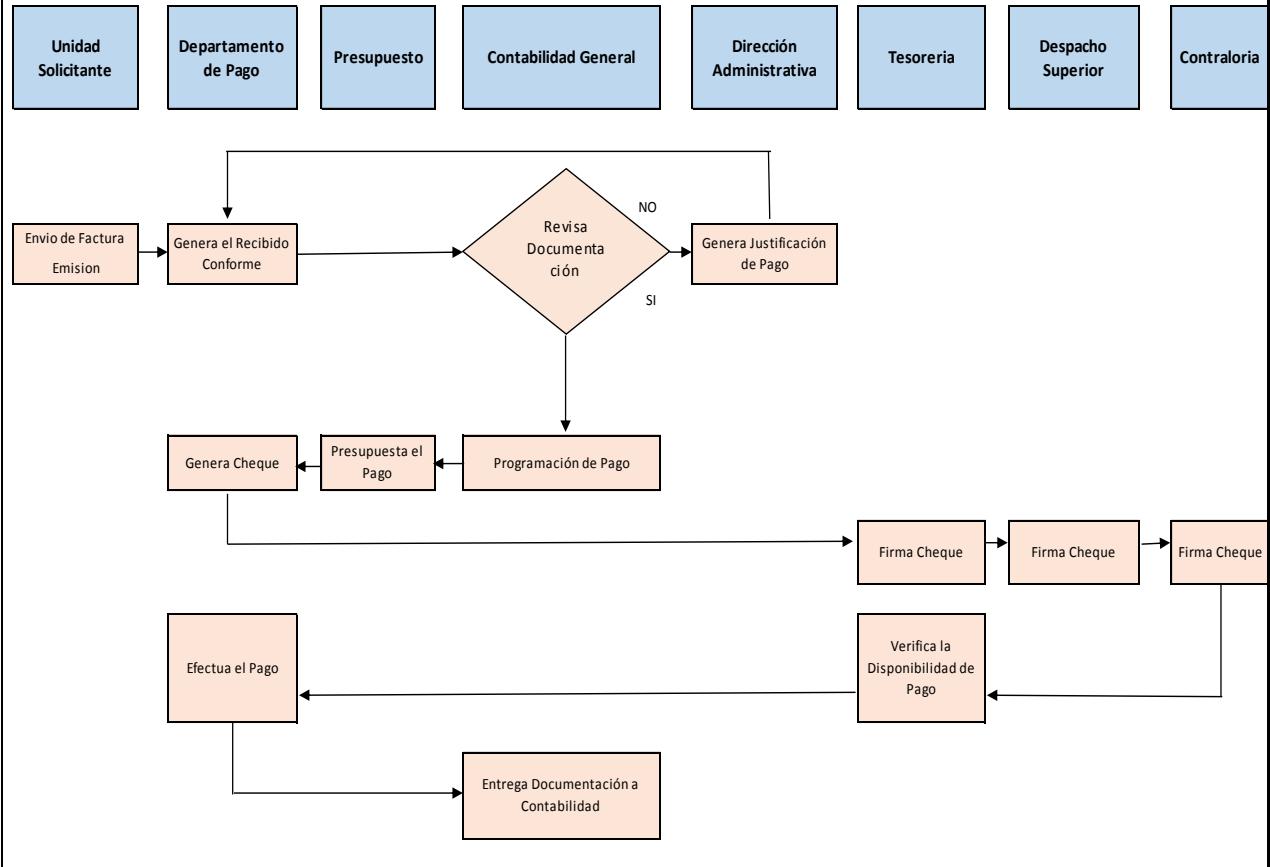 Unidad
Solicitante
Departamento
de Pago
Presupuesto
Contabilidad General
Dirección
Administrativa
Tesoreria
Despacho
Superior
Contraloria
Envio de Factura
Emision
Genera el Recibido
Conforme
Revisa
Documenta
ción
NO
SI
Genera Justificación
de Pago
Genera Cheque
Presupuesta el
Pago
Programación de Pago
Firma Cheque
Firma Cheque
Firma Cheque
Efectua el Pago
Verifica la
Disponibilidad de
Pago
Entrega Documentación a
Contabilidad